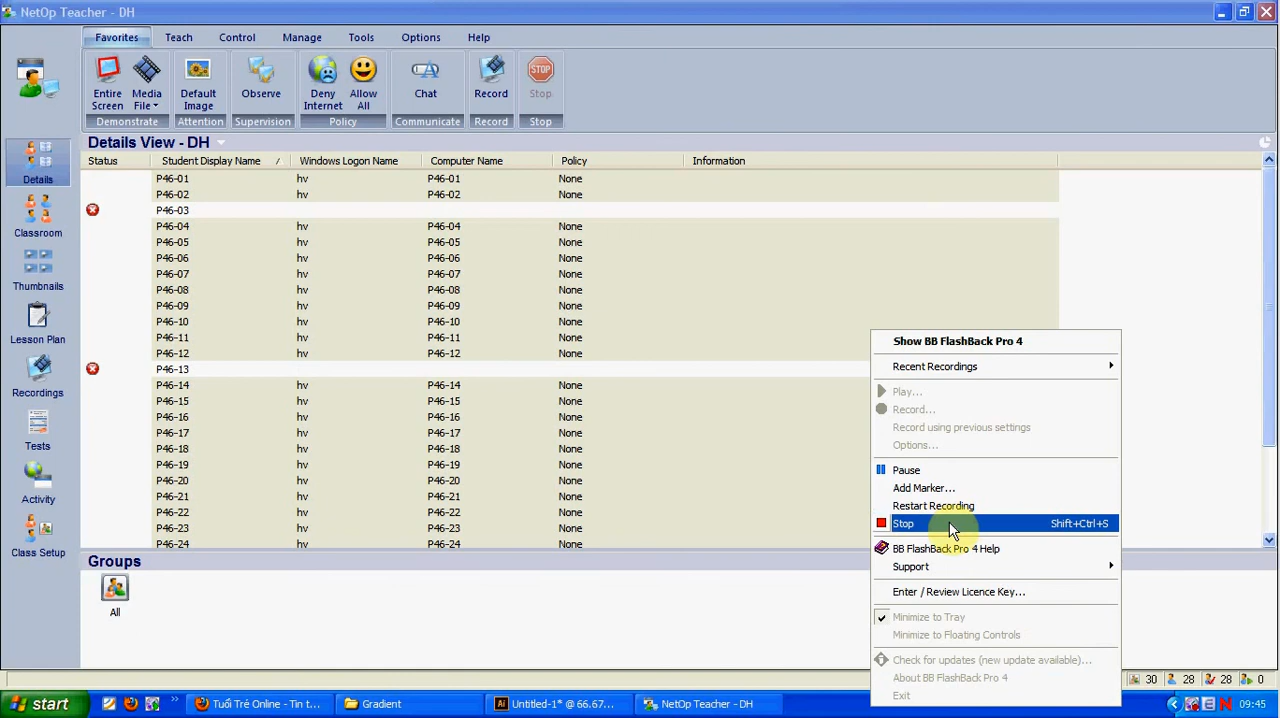 NetOp Teacher - DH
Favorites Teach Control Manage Tools Options Help
Entire Screen Media File Default Image Observe Deny Internet Allow All Chat Record Stop
Demonstrate Attention Supervision Policy Communicate Record Stop
Details View - DH
Status Student Display Name Windows Logon Name Computer Name Policy Information
P46-01 hv P46-01 None
P46-02 hv P46-02 None
P46-03
P46-04 hv P46-04 None
P46-05 hv P46-05 None
P46-06 hv P46-06 None
P46-07 hv P46-07 None
P46-08 hv P46-08 None
P46-09 hv P46-09 None
P46-10 hv P46-10 None
P46-11 hv P46-11 None
P46-12 hv P46-12 None
P46-13
P46-14 hv P46-14 None
P46-15 hv P46-15 None
P46-16 hv P46-16 None
P46-17 hv P46-17 None
P46-18 hv P46-18 None
P46-19 hv P46-19 None
P46-20 hv P46-20 None
P46-21 hv P46-21 None
P46-22 hv P46-22 None
P46-23 hv P46-23 None
P46-24 hv P46-24 None
Details
Classroom
Thumbnails
Lesson Plan
Recordings
Tests
Activity
Class Setup
Groups
All
Show BB FlashBack Pro 4
Recent Recordings
Play...
Record...
Record using previous settings
Options...
Pause
Add Marker...
Restart Recording
Stop Shift+Ctrl+S
BB FlashBack Pro 4 Help
Support
Enter / Review Licence Key...
Minimize to Tray
Minimize to Floating Controls
Check for updates (new update available)...
About BB FlashBack Pro 4
Exit
30 28 28 0
start Tuổi Trẻ Online - Tin t... Gradient Untitled-1* @ 66.67... NetOp Teacher - DH 09:45